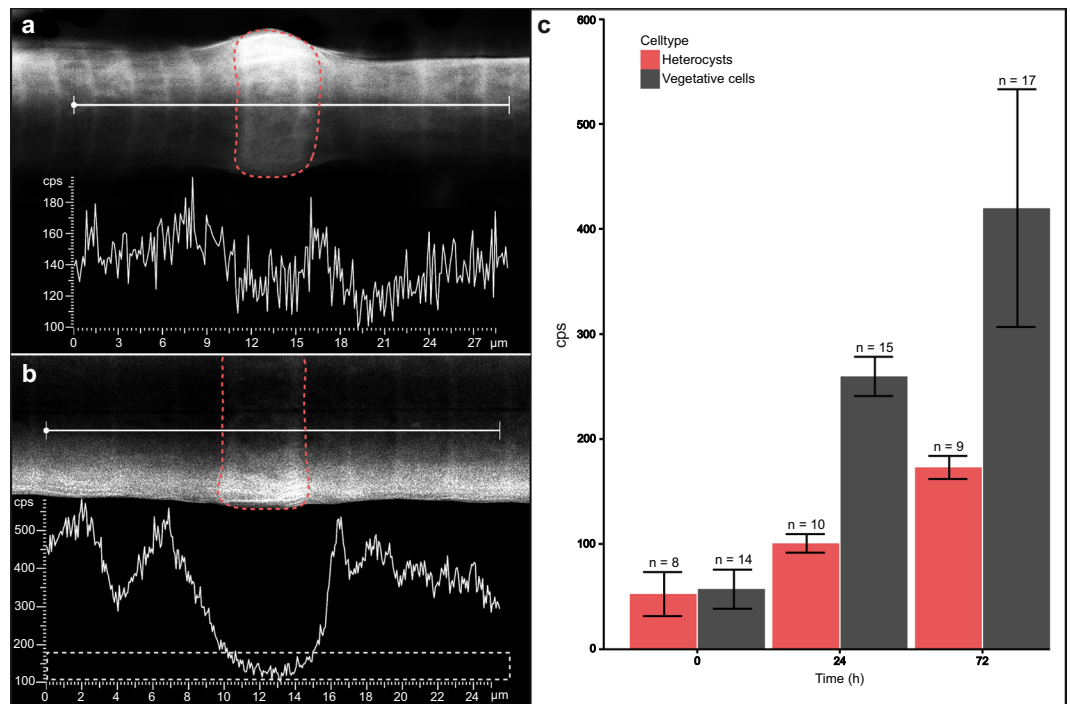 a
cps
180
160
140
120
100
0 3 6 9 12 15 18 21 24 27 µm
b
cps
500
400
300
200
100
0 2 4 6 8 10 12 14 16 18 20 22 24 µm
c
600
500
400
300
200
100
0
cps
Celltype
Heterocysts
Vegetative cells
n = 8
n = 14
n = 10
n = 15
n = 9
n = 17
0 24 72
Time (h)